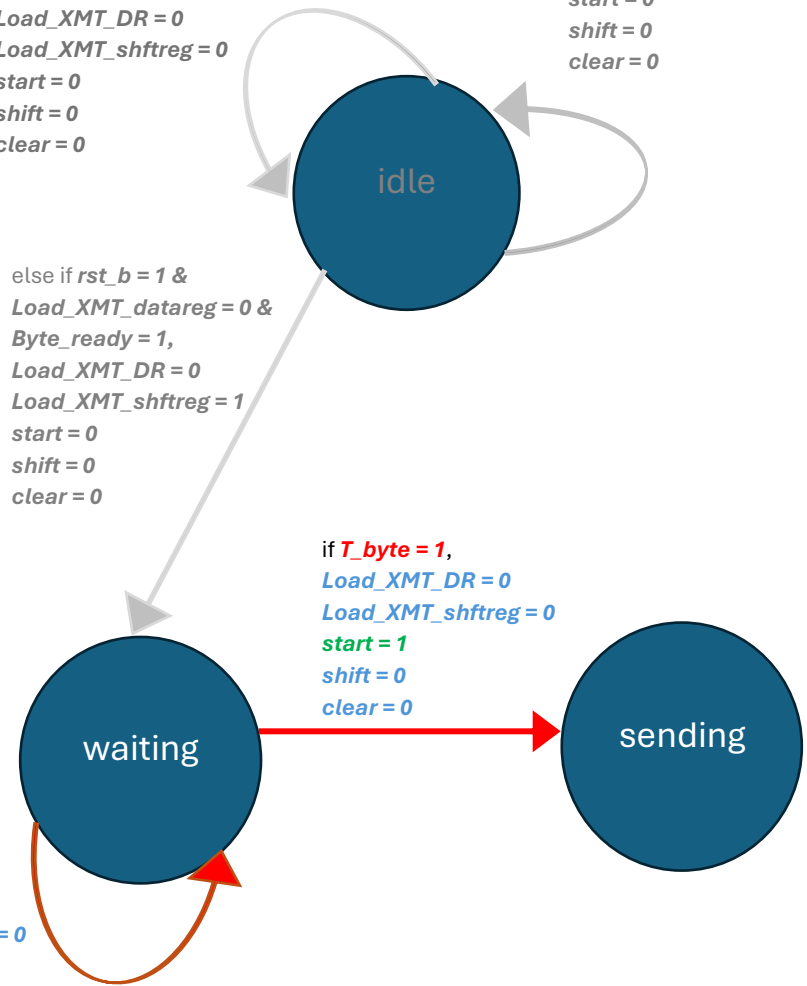 Load_XMT_DR = 0
Load_XMT_shftreg = 0
start = 0
shift = 0
clear = 0
start = 0
shift = 0
clear = 0
idle
else if rst_b = 1 &
Load_XMT_datareg = 0 &
Byte_ready = 1,
Load_XMT_DR = 0
Load_XMT_shftreg = 1
start = 0
shift = 0
clear = 0
if T_byte = 1,
Load_XMT_DR = 0
Load_XMT_shftreg = 0
start = 1
shift = 0
clear = 0
waiting
sending
= 0